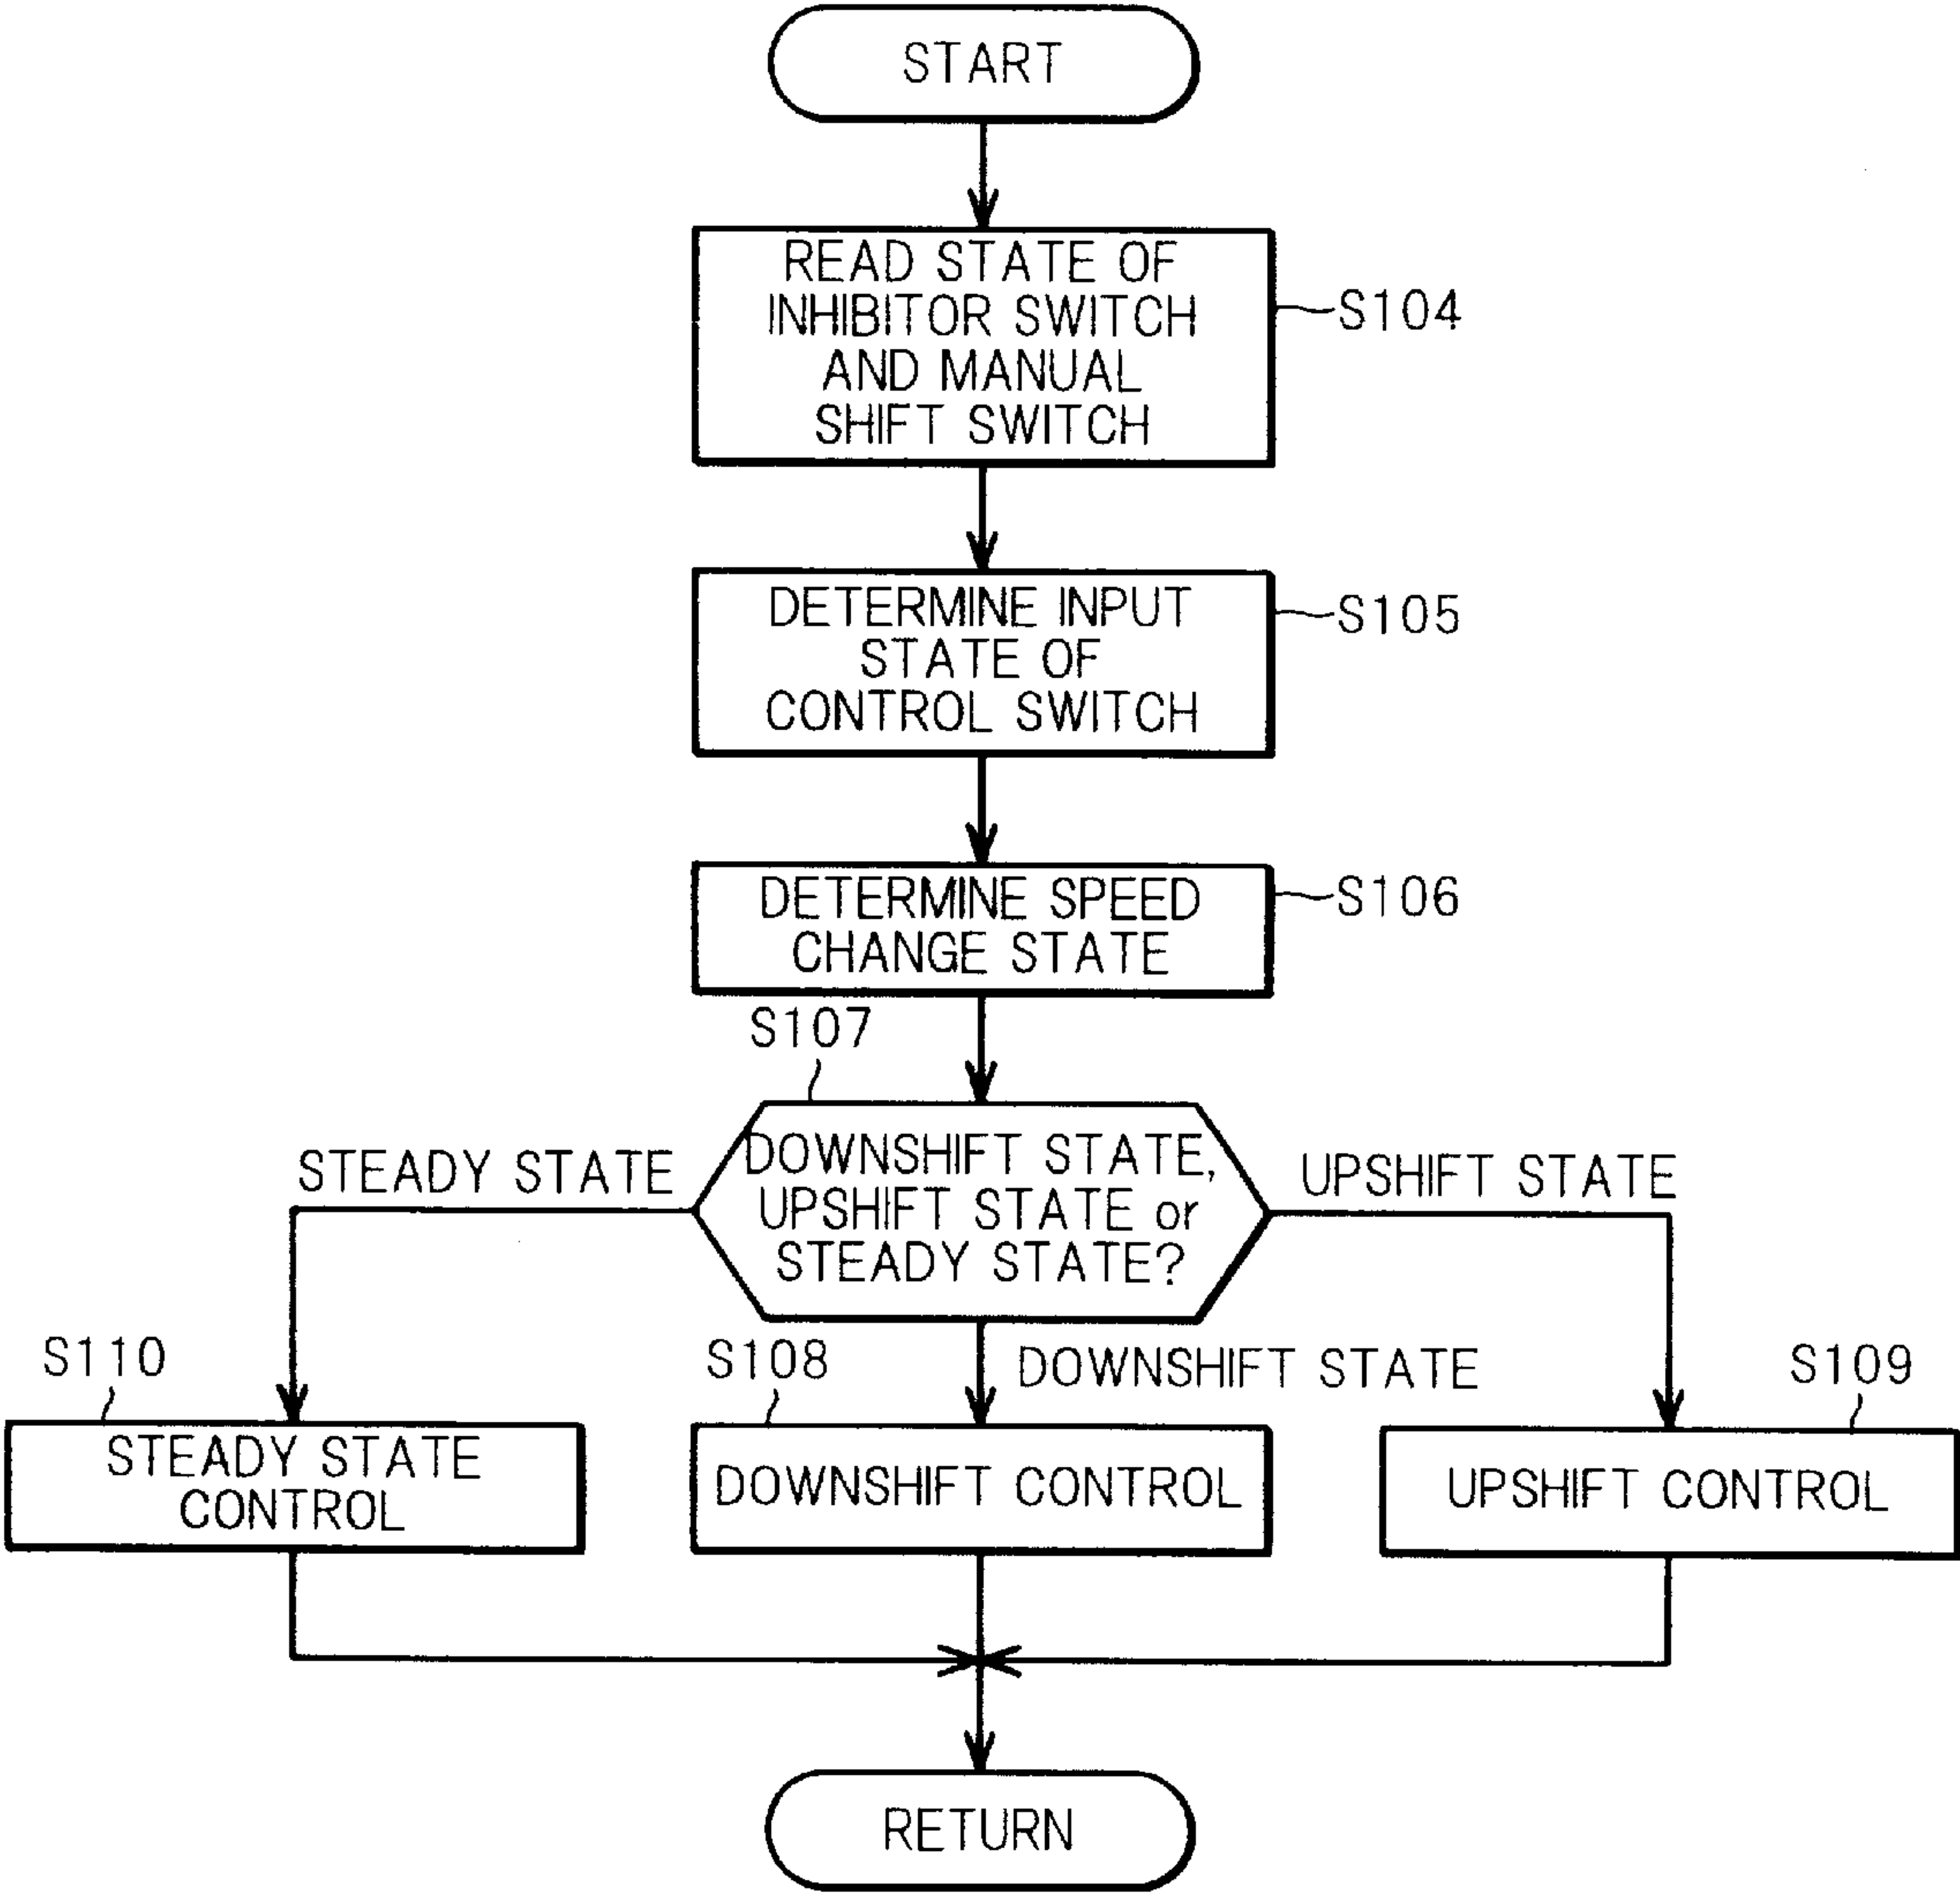 START
READ STATE OF
INHIBITOR SWITCH
AND MANUAL
SHIFT SWITCH
S104
DETERMINE INPUT
STATE OF
CONTROL SWITCH
S105
DETERMINE SPEED
CHANGE STATE
S106
S107
DOWNSHIFT STATE,
UPSHIFT STATE or
STEADY STATE?
STEADY STATE
UPSHIFT STATE
DOWNSHIFT STATE
S110
STEADY STATE
CONTROL
S108
DOWNSHIFT CONTROL
S109
UPSHIFT CONTROL
RETURN